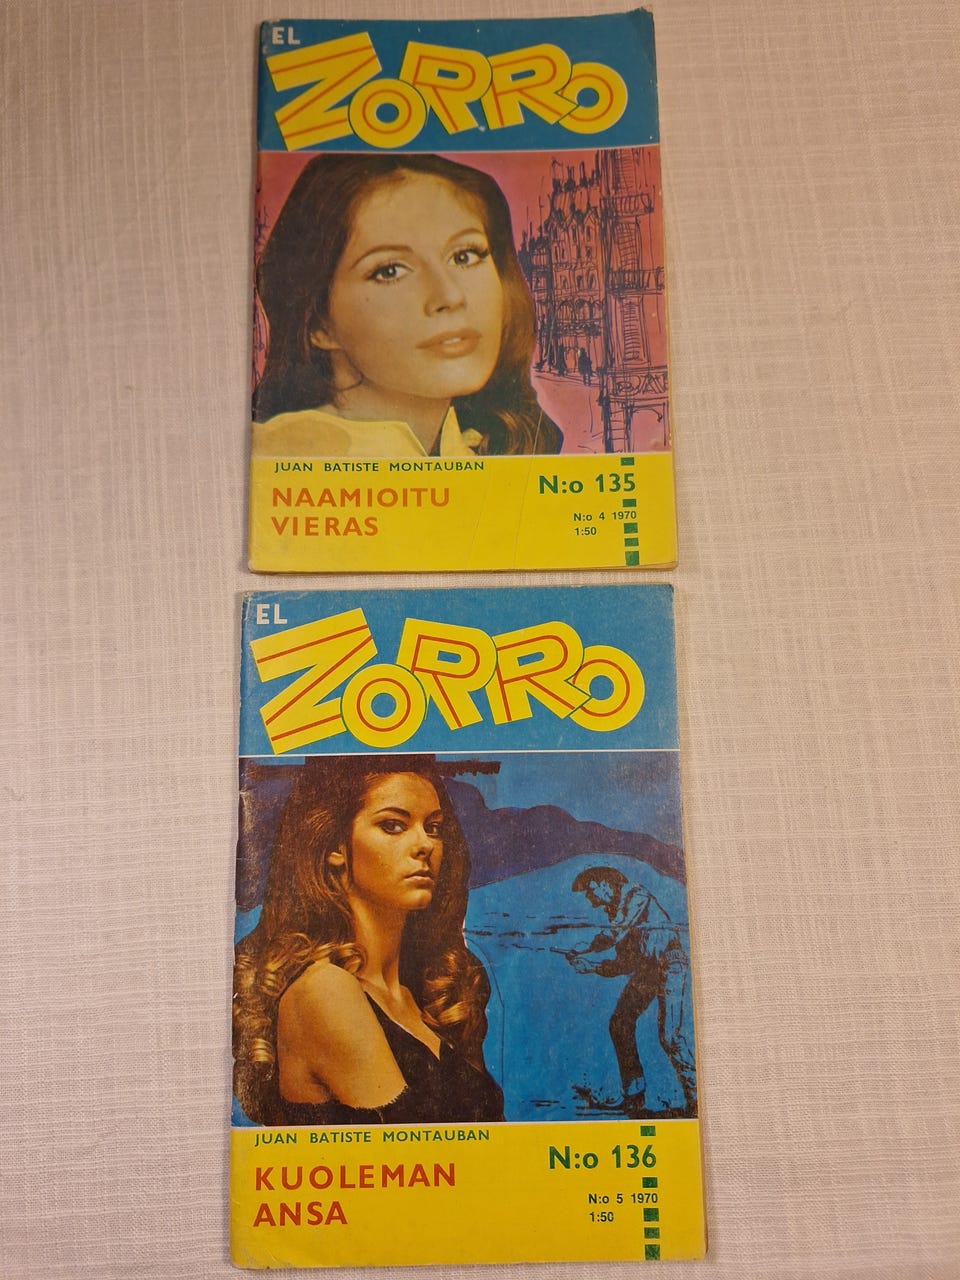 EL
ZORRO
JUAN BATISTE MONTAUBAN
NAAMIOITU
VIERAS
N:o 135
N:o 4 1970
1:50
EL
ZORRO
JUAN BATISTE MONTAUBAN
KUOLEMAN
ANSA
N:o 136
N:o 5 1970
1:50